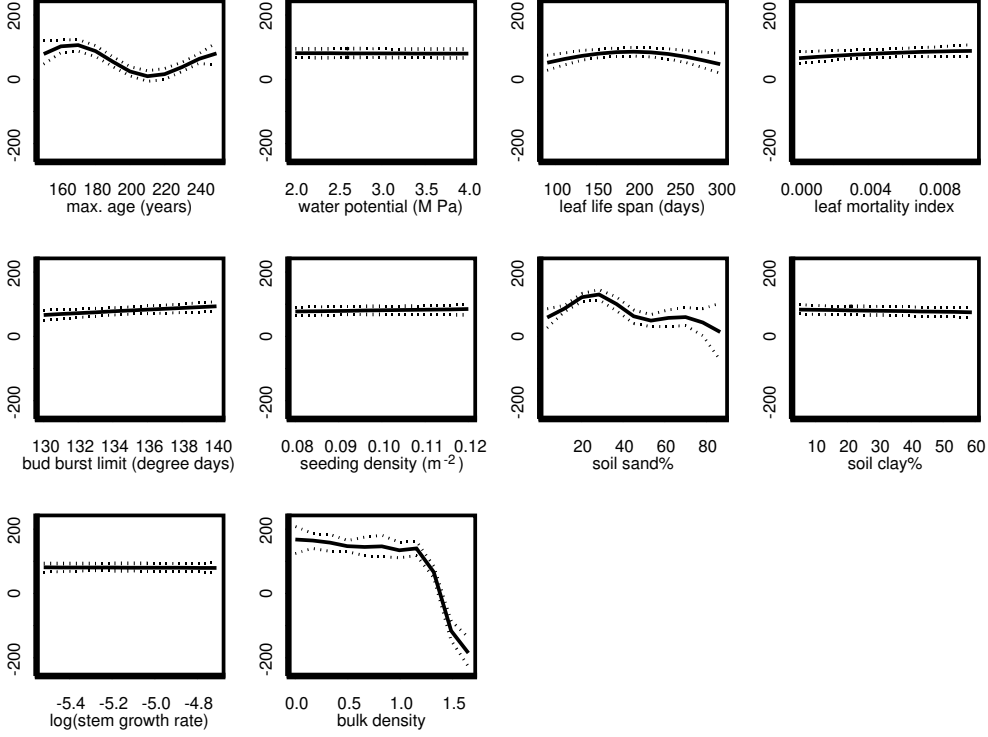 200
0
-200
160 180 200 220 240
max. age (years)
200
0
-200
2.0 2.5 3.0 3.5 4.0
water potential (M Pa)
200
0
-200
100 150 200 250 300
leaf life span (days)
200
0
-200
0.000 0.004 0.008
leaf mortality index
200
0
-200
130 132 134 136 138 140
bud burst limit (degree days)
200
0
-200
0.08 0.09 0.10 0.11 0.12
seeding density (m⁻²)
200
0
-200
20 40 60 80
soil sand%
200
0
-200
10 20 30 40 50 60
soil clay%
200
0
-200
-5.4 -5.2 -5.0 -4.8
log(stem growth rate)
200
0
-200
0.0 0.5 1.0 1.5
bulk density